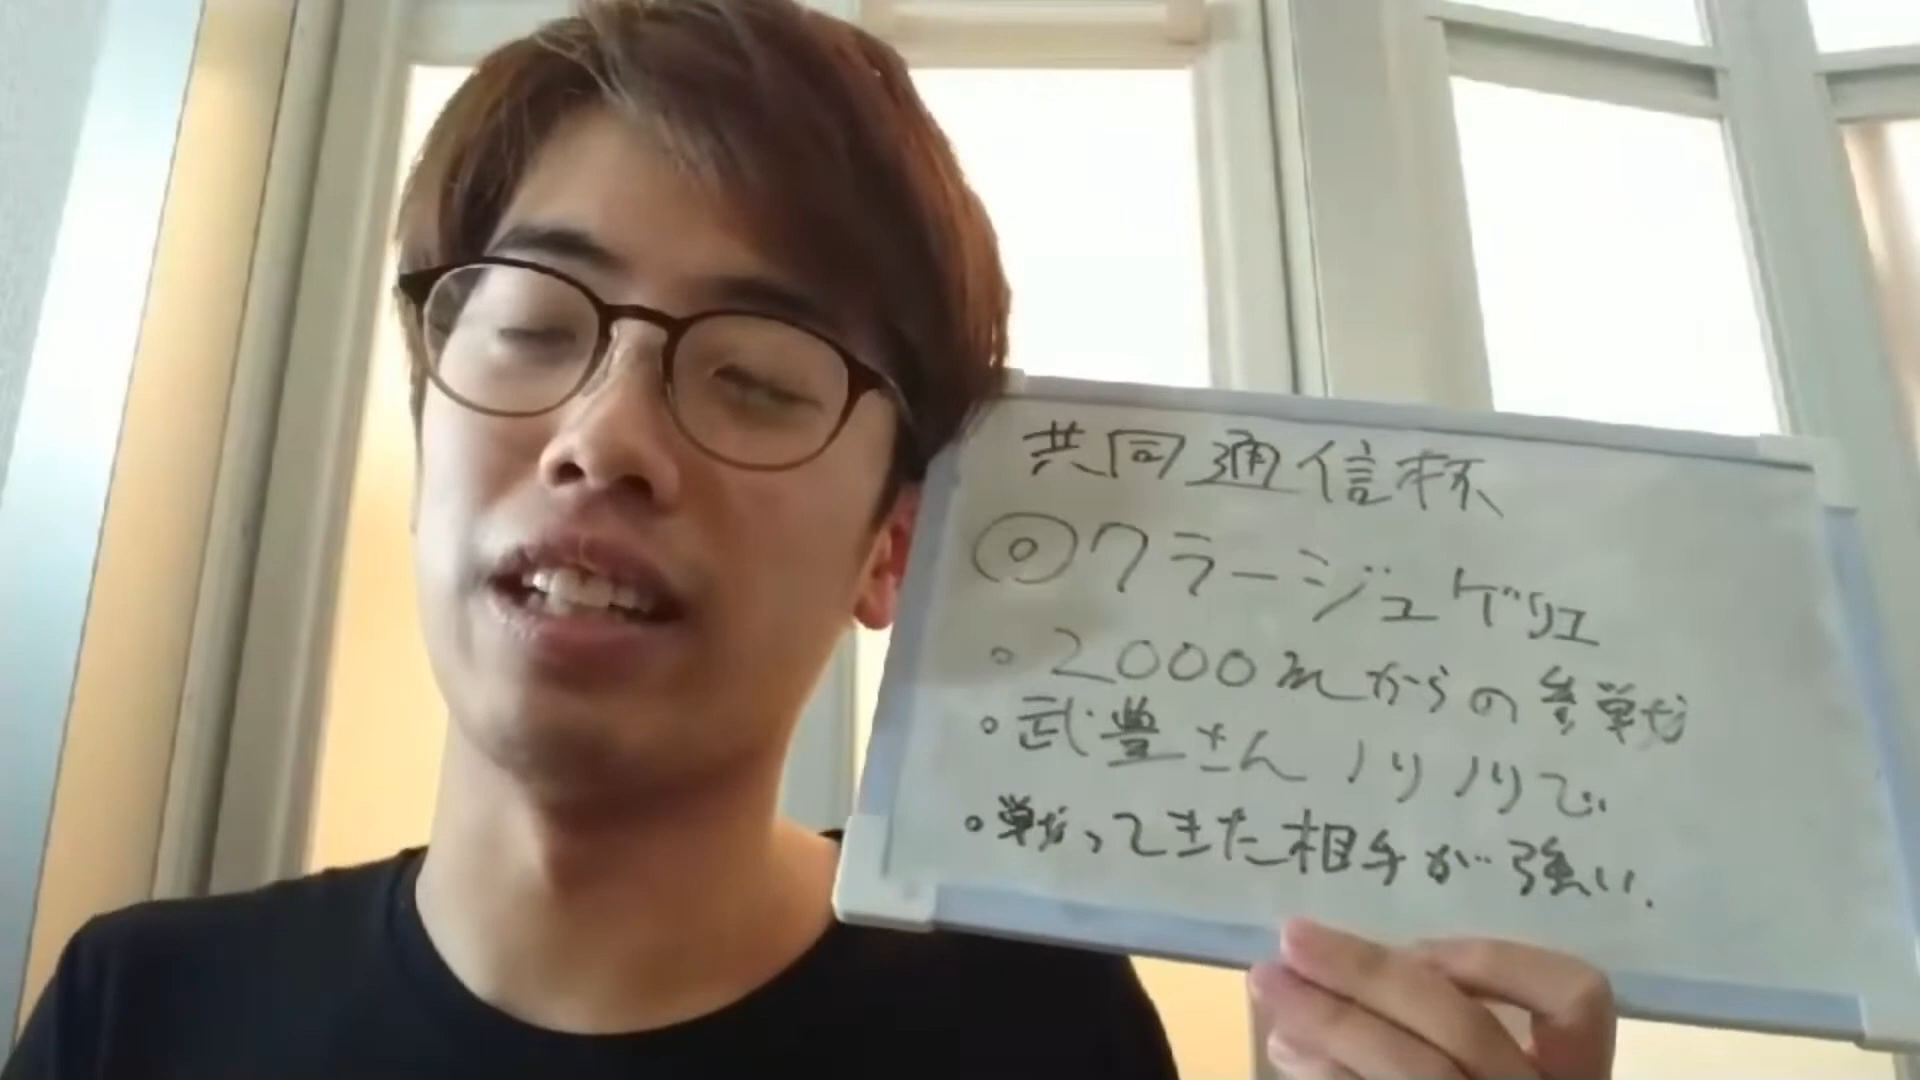 共同通信杯
◎クラージュゲリエ
。2000mからの参戦
。武豊さんノリノリで
。戦ってきた相手が強い.